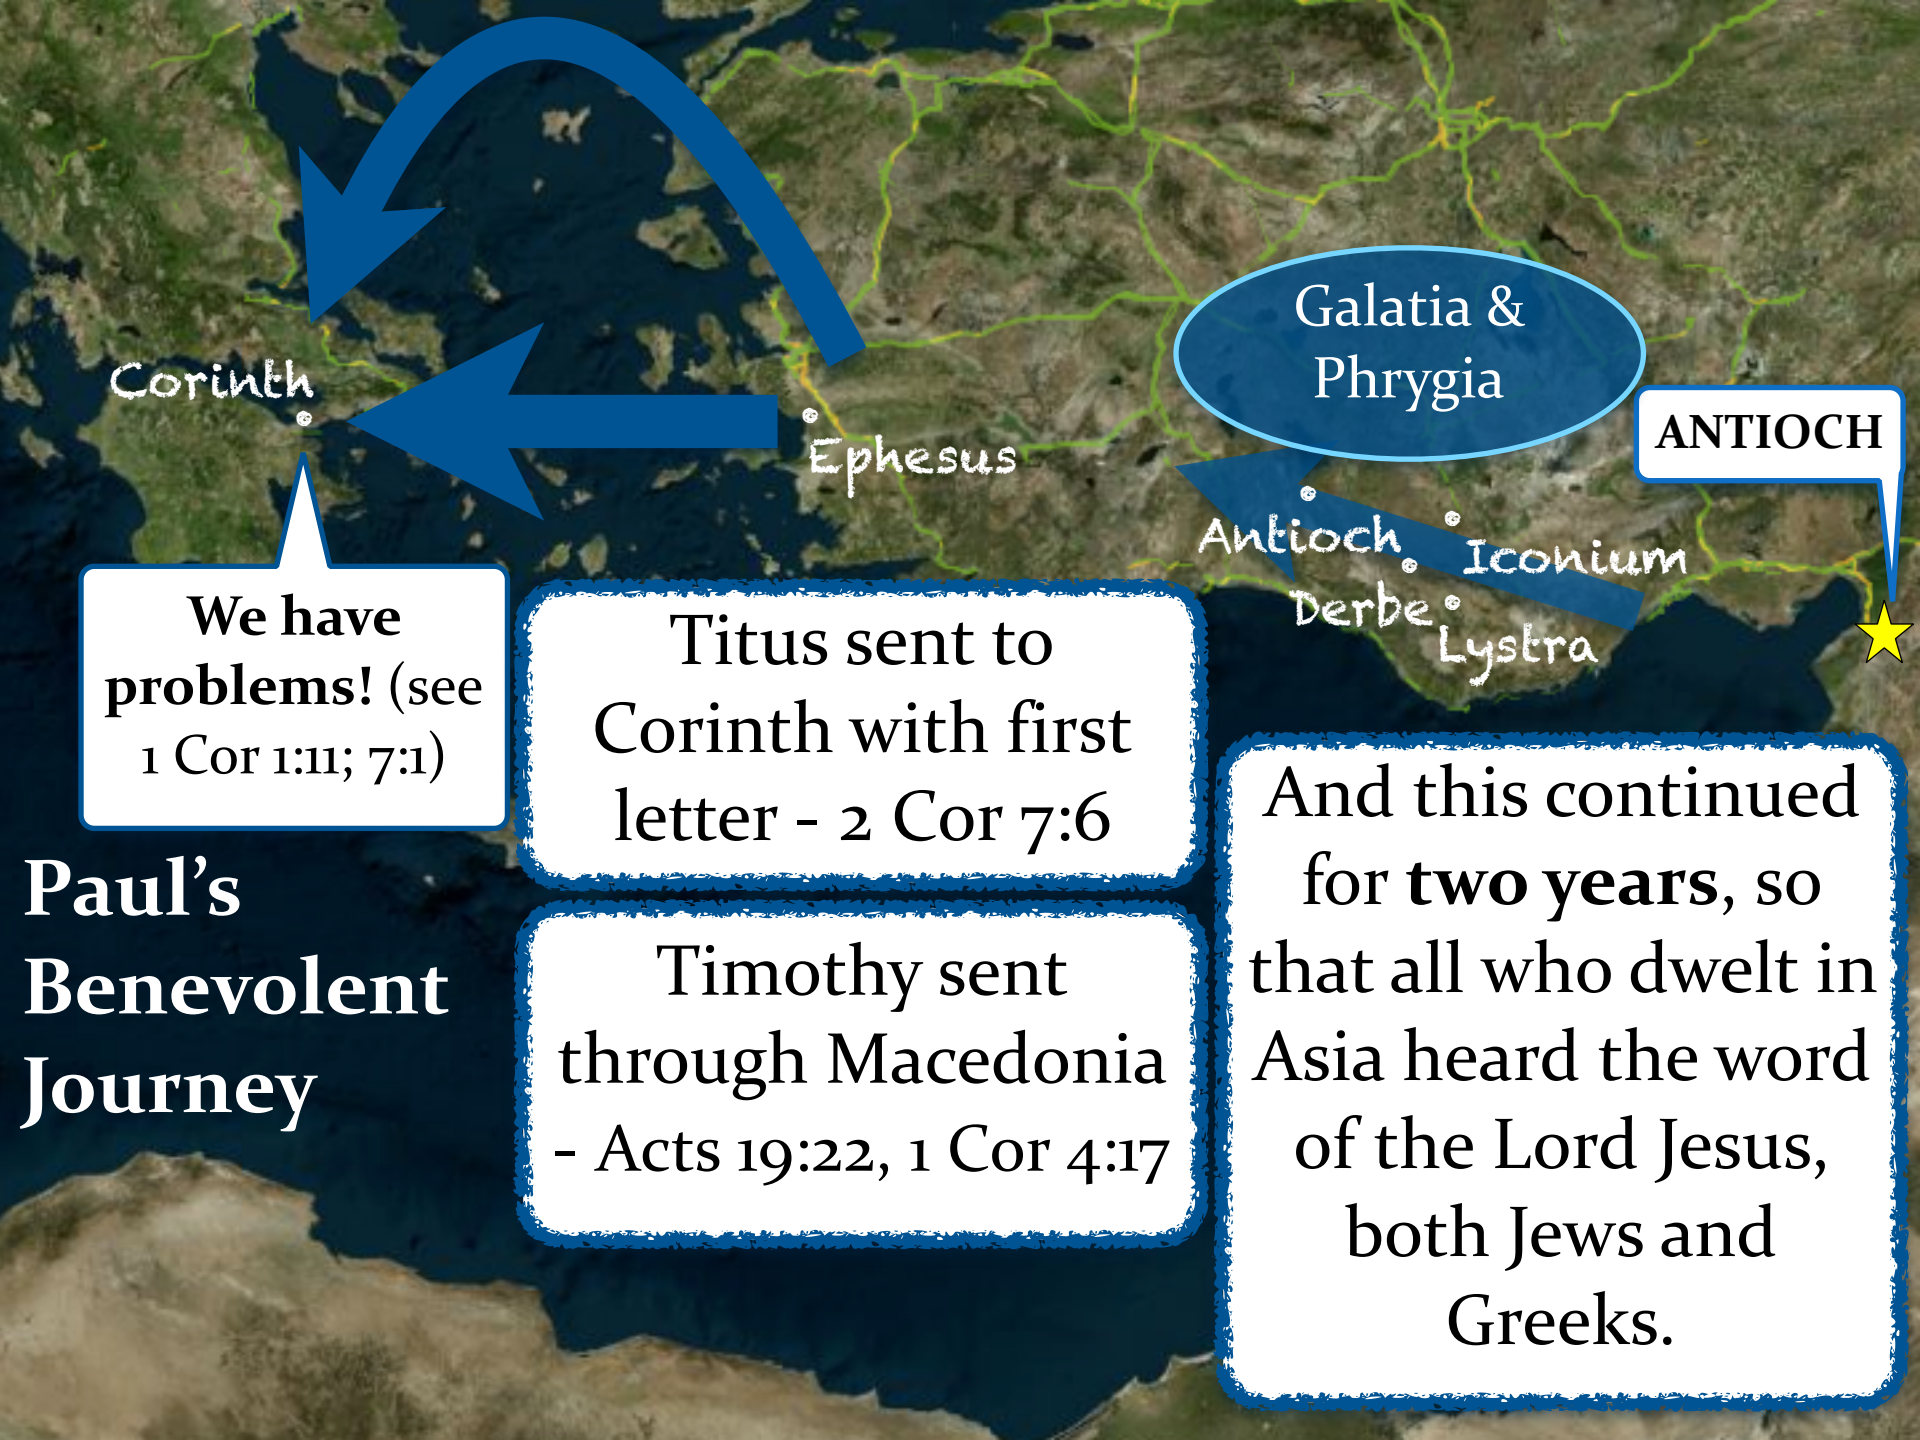 Corinth
Ephesus
Galatia &
Phrygia
ANTIOCH
Antioch
Iconium
Derbe
Lystra
We have
problems! (see
1 Cor 1:11; 7:1)
Titus sent to
Corinth with first
letter - 2 Cor 7:6
Timothy sent
through Macedonia
- Acts 19:22, 1 Cor 4:17
And this continued
for two years, so
that all who dwelt in
Asia heard the word
of the Lord Jesus,
both Jews and
Greeks.
Paul’s
Benevolent
Journey